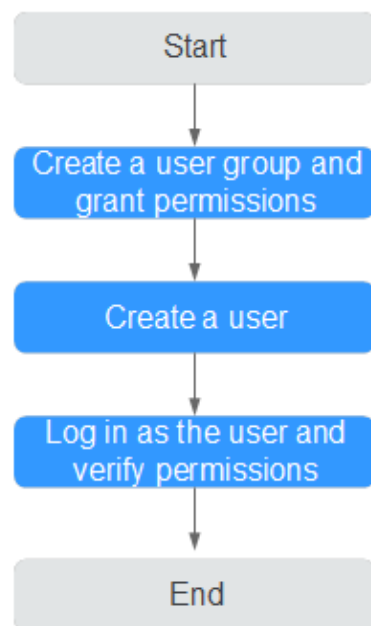 Start
Create a user group and
grant permissions
Create a user
Log in as the user and
verify permissions
End